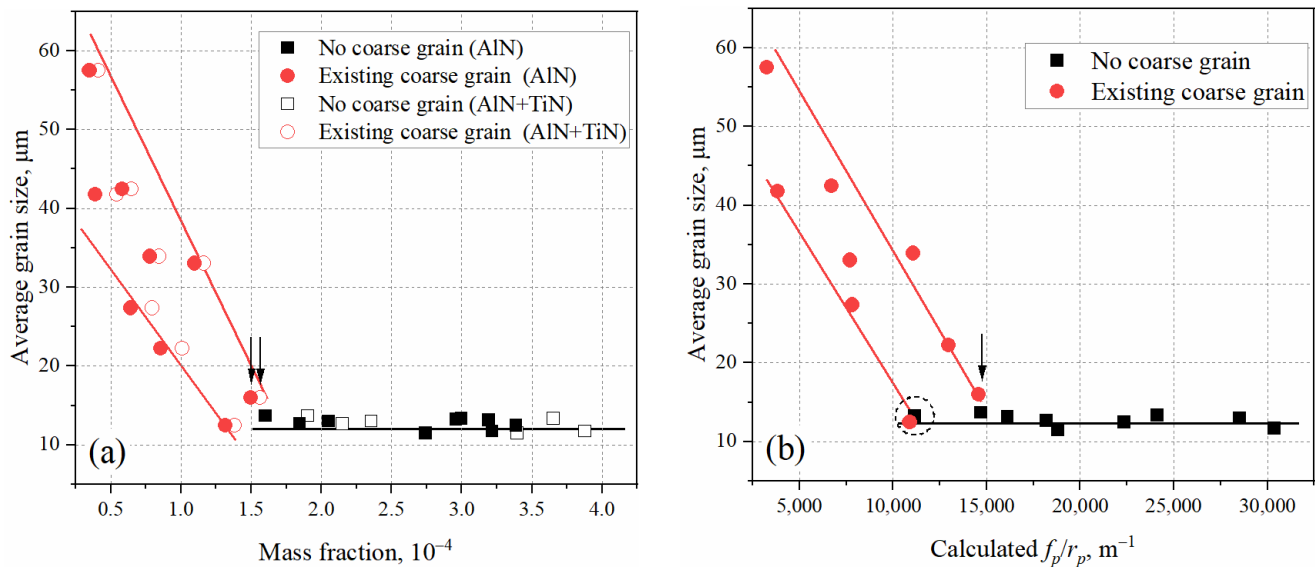 60
50
40
30
20
10
Average grain size, μm
No coarse grain (AlN)
Existing coarse grain (AlN)
No coarse grain (AlN+TiN)
Existing coarse grain (AlN+TiN)
(a)
0.5 1.0 1.5 2.0 2.5 3.0 3.5 4.0
Mass fraction, 10⁻⁴
60
50
40
30
20
10
Average grain size, μm
No coarse grain
Existing coarse grain
(b)
5,000 10,000 15,000 20,000 25,000 30,000
Calculated fₚ/rₚ, m⁻¹